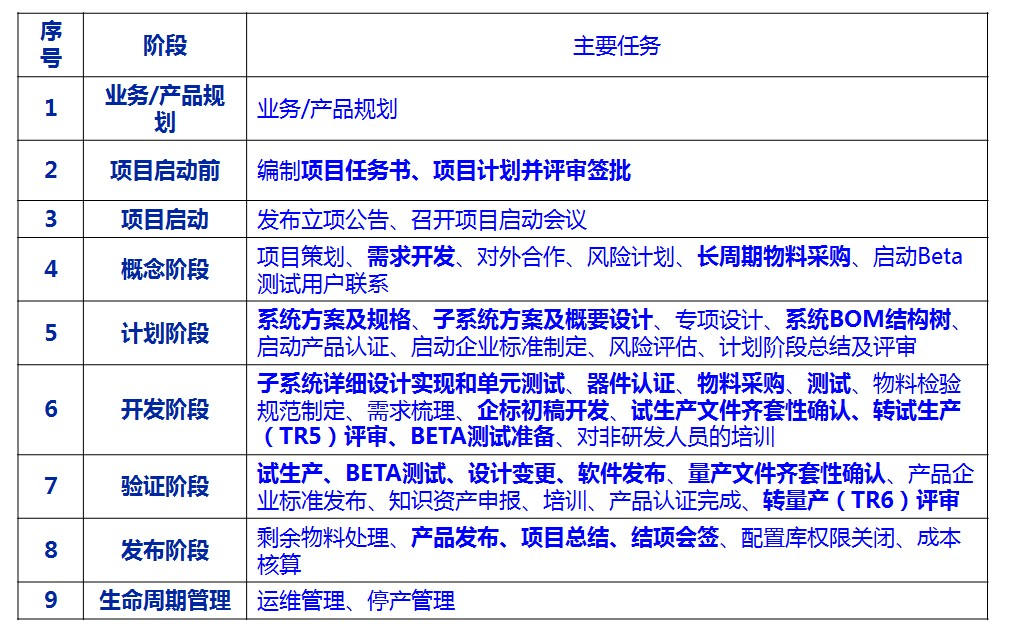 序
号
阶段
主要任务
1
业务/产品规
划
业务/产品规划
2
项目启动前
编制项目任务书、项目计划并评审签批
3
项目启动
发布立项公告、召开项目启动会议
4
概念阶段
项目策划、需求开发、对外合作、风险计划、长周期物料采购、启动Beta
测试用户联系
5
计划阶段
系统方案及规格、子系统方案及概要设计、专项设计、系统BOM结构树、
启动产品认证、启动企业标准制定、风险评估、计划阶段总结及评审
6
开发阶段
子系统详细设计实现和单元测试、器件认证、物料采购、测试、物料检验
规范制定、需求梳理、企标初稿开发、试生产文件齐套性确认、转试生产
（TR5）评审、BETA测试准备、对非研发人员的培训
7
验证阶段
试生产、BETA测试、设计变更、软件发布、量产文件齐套性确认、产品企
业标准发布、知识资产申报、培训、产品认证完成、转量产（TR6）评审
8
发布阶段
剩余物料处理、产品发布、项目总结、结项会签、配置库权限关闭、成本
核算
9
生命周期管理
运维管理、停产管理